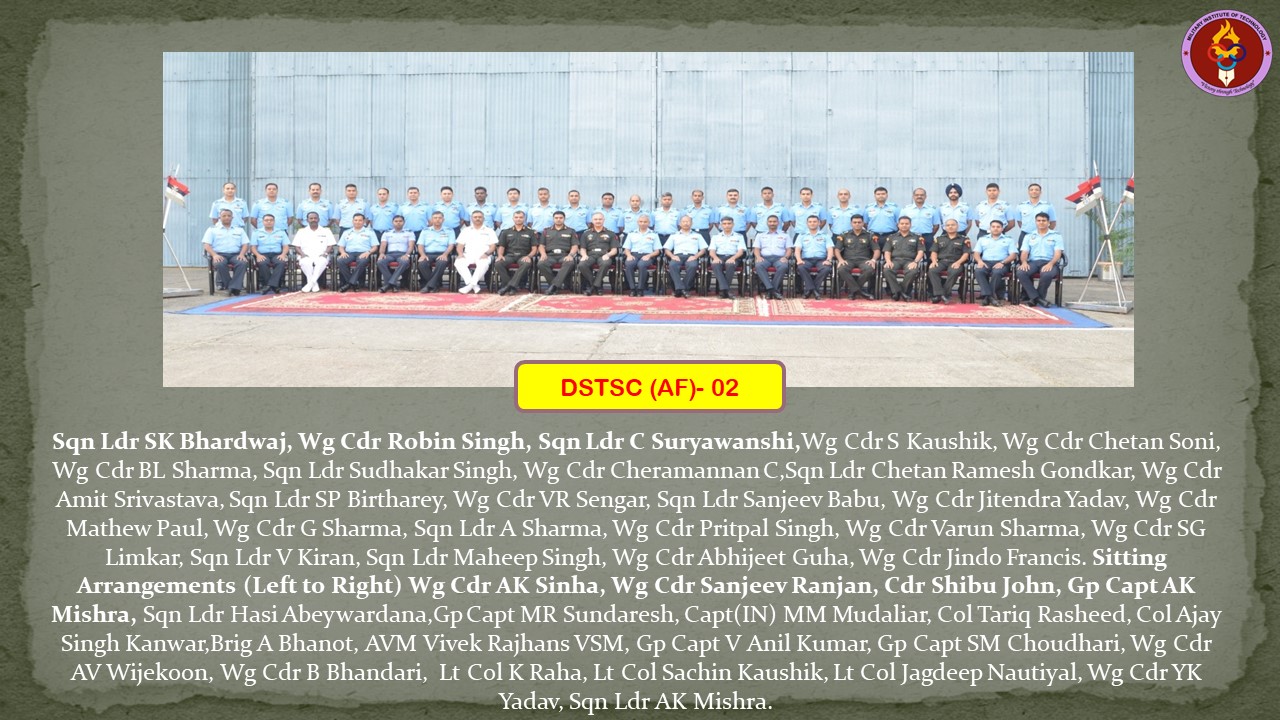 MILITARY INSTITUTE OF TECHNOLOGY
"Victory through Technology"
DSTSC (AF)- 02
Sqn Ldr SK Bhardwaj, Wg Cdr Robin Singh, Sqn Ldr C Suryawanshi,Wg Cdr S Kaushik, Wg Cdr Chetan Soni,
Wg Cdr BL Sharma, Sqn Ldr Sudhakar Singh, Wg Cdr Cheramannan C,Sqn Ldr Chetan Ramesh Gondkar, Wg Cdr
Amit Srivastava, Sqn Ldr SP Birtharey, Wg Cdr VR Sengar, Sqn Ldr Sanjeev Babu, Wg Cdr Jitendra Yadav, Wg Cdr
Mathew Paul, Wg Cdr G Sharma, Sqn Ldr A Sharma, Wg Cdr Pritpal Singh, Wg Cdr Varun Sharma, Wg Cdr SG
Limkar, Sqn Ldr V Kiran, Sqn Ldr Maheep Singh, Wg Cdr Abhijeet Guha, Wg Cdr Jindo Francis. Sitting
Arrangements (Left to Right) Wg Cdr AK Sinha, Wg Cdr Sanjeev Ranjan, Cdr Shibu John, Gp Capt AK
Mishra, Sqn Ldr Hasi Abeywardana,Gp Capt MR Sundaresh, Capt(IN) MM Mudaliar, Col Tariq Rasheed, Col Ajay
Singh Kanwar,Brig A Bhanot, AVM Vivek Rajhans VSM, Gp Capt V Anil Kumar, Gp Capt SM Choudhari, Wg Cdr
AV Wijekoon, Wg Cdr B Bhandari, Lt Col K Raha, Lt Col Sachin Kaushik, Lt Col Jagdeep Nautiyal, Wg Cdr YK
Yadav, Sqn Ldr AK Mishra.